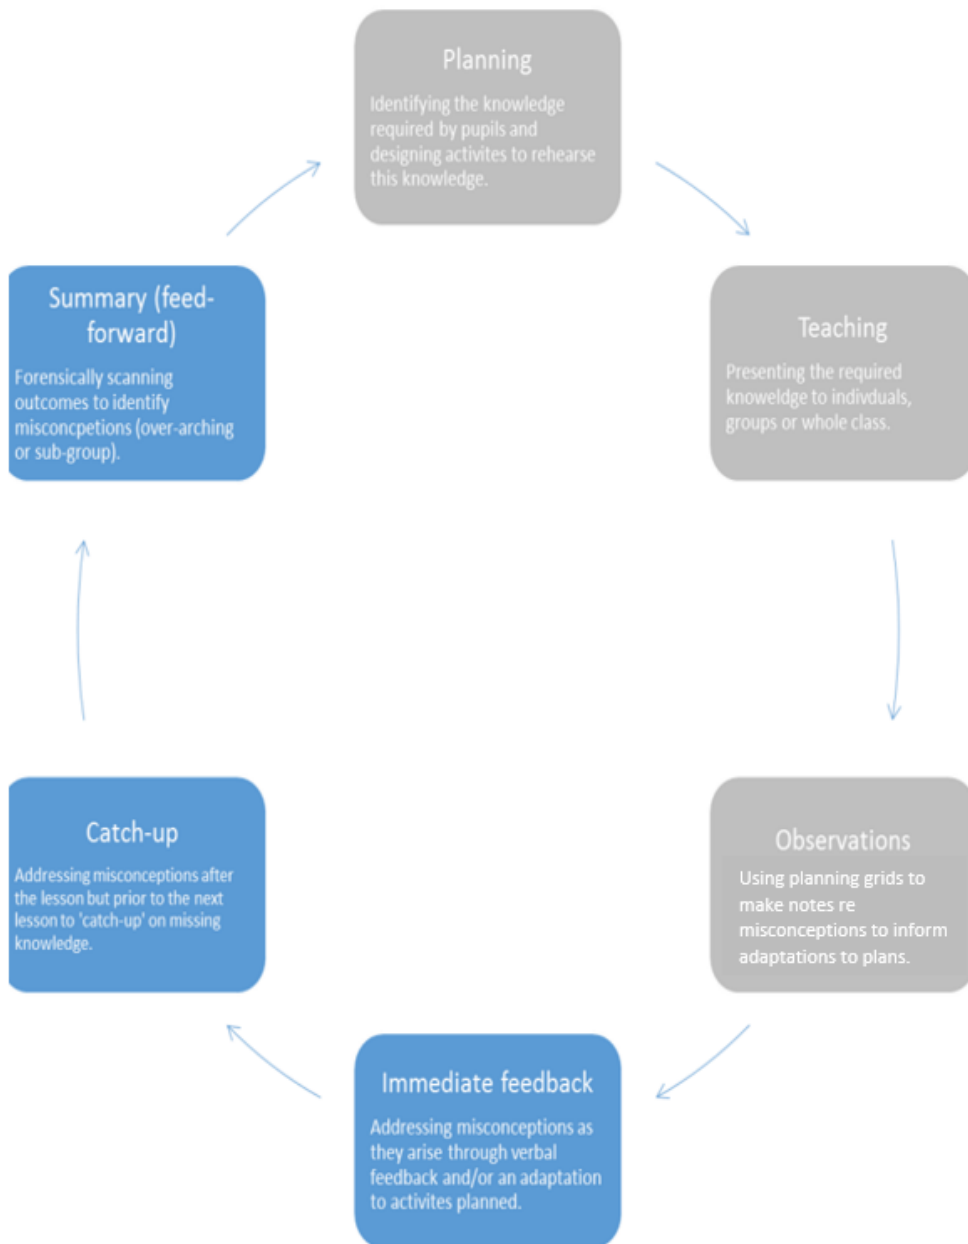 Planning
Identifying the knowledge
required by pupils and
designing activites to rehearse
this knowledge.
Teaching
Presenting the required
knoweldge to indivduals,
groups or whole class.
Observations
Using planning grids to
make notes re
misconceptions to inform
adaptations to plans.
Immediate feedback
Addressing misconceptions as
they arise through verbal
feedback and/or an adaptation
to activites planned.
Catch-up
Addressing misconceptions after
the lesson but prior to the next
lesson to 'catch-up' on missing
knowledge.
Summary (feed-
forward)
Forensically scanning
outcomes to identify
misconcpetions (over-arching
or sub-group).